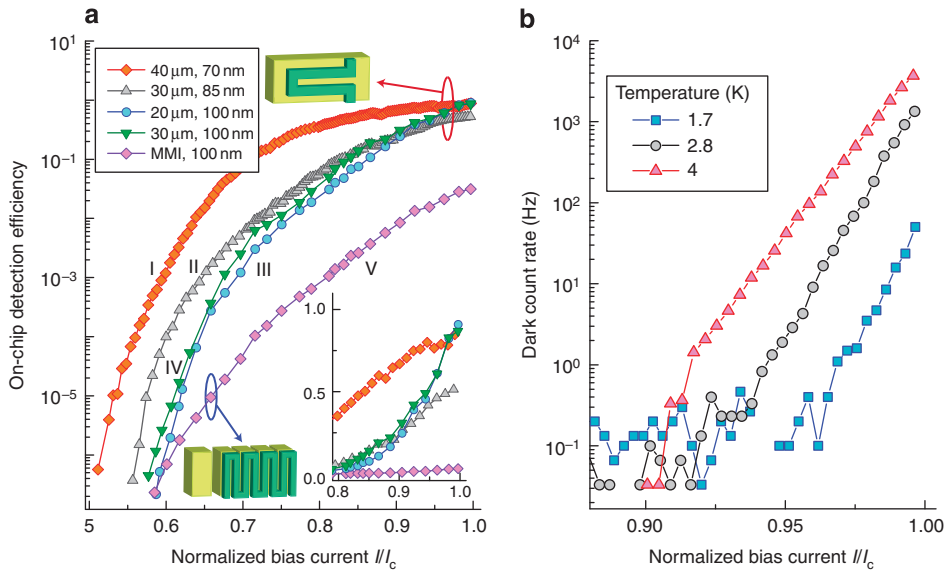 a
10^1
10^-1
10^-3
10^-5
On-chip detection efficiency
40 μm, 70 nm
30 μm, 85 nm
20 μm, 100 nm
30 μm, 100 nm
MMI, 100 nm
I
II
III
IV
V
1.0
0.5
0.0
0.8
0.9
1.0
5
0.6
0.7
0.8
0.9
1.0
Normalized bias current I/I_c
b
10^4
10^3
10^2
10^1
10^0
10^-1
Dark count rate (Hz)
Temperature (K)
1.7
2.8
4
0.90
0.95
1.00
Normalized bias current I/I_c